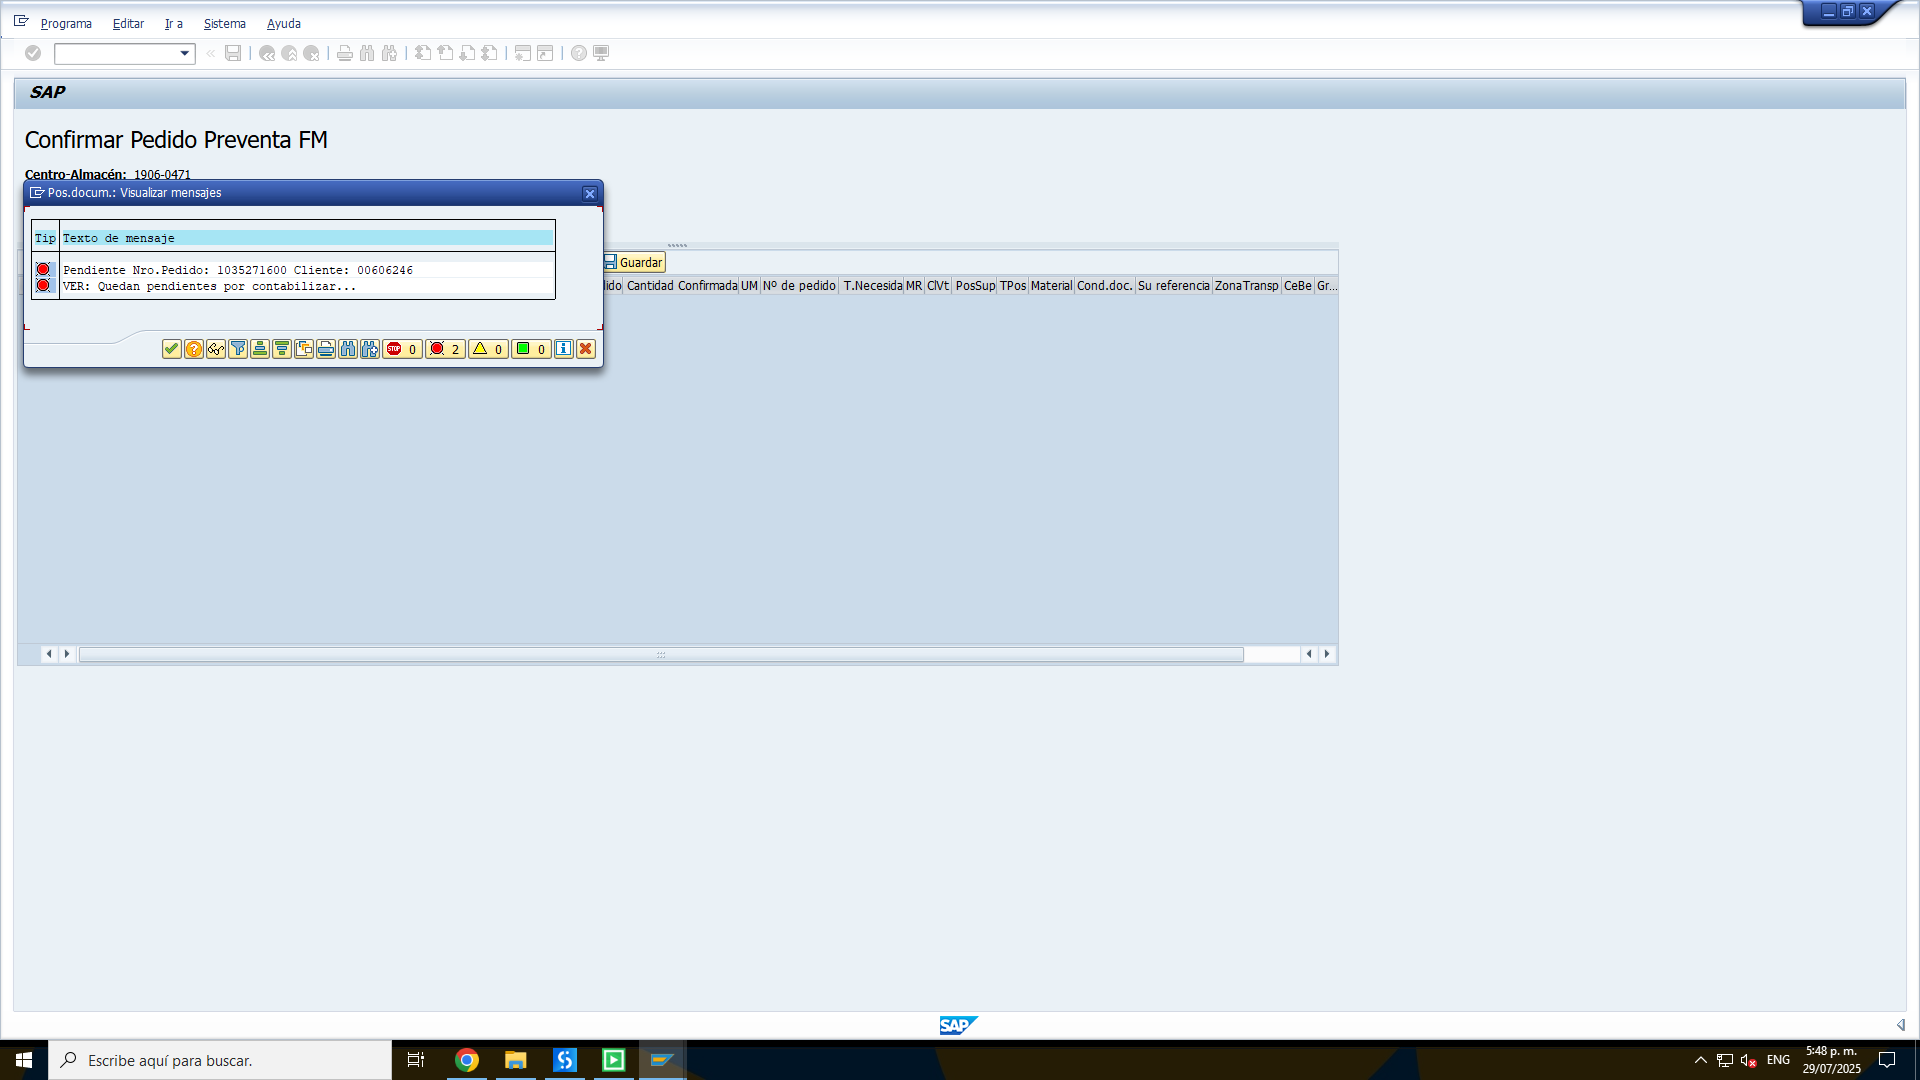 Programa Editar Ir a Sistema Ayuda
SAP
Confirmar Pedido Preventa FM
Centro-Almacén: 1906-0471
Pos.docum.: Visualizar mensajes
Tip Texto de mensaje
Pendiente Nro.Pedido: 1035271600 Cliente: 00606246
VER: Quedan pendientes por contabilizar...
STOP 0 2 0 0
Guardar
lido Cantidad Confirmada UM Nº de pedido T.Necesida MR ClVt PosSup TPos Material Cond.doc. Su referencia ZonaTransp CeBe Gr...
SAP
Escribe aquí para buscar.
ENG
5:48 p. m.
29/07/2025